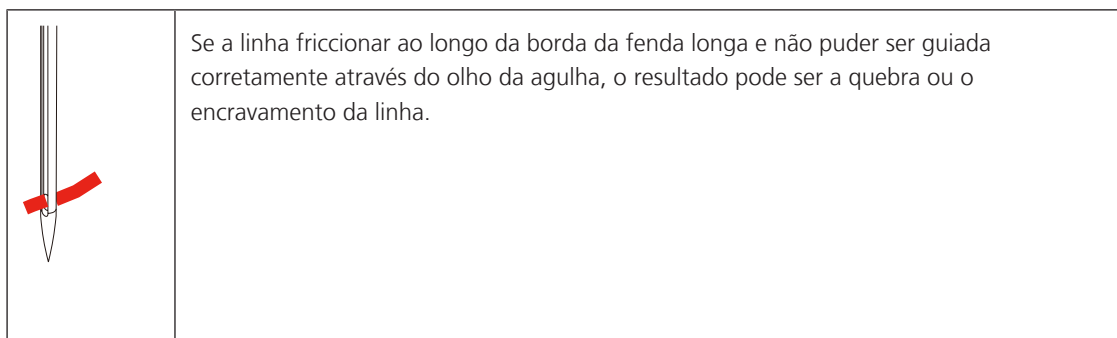 Se a linha friccionar ao longo da borda da fenda longa e não puder ser guiada
corretamente através do olho da agulha, o resultado pode ser a quebra ou o
encravamento da linha.